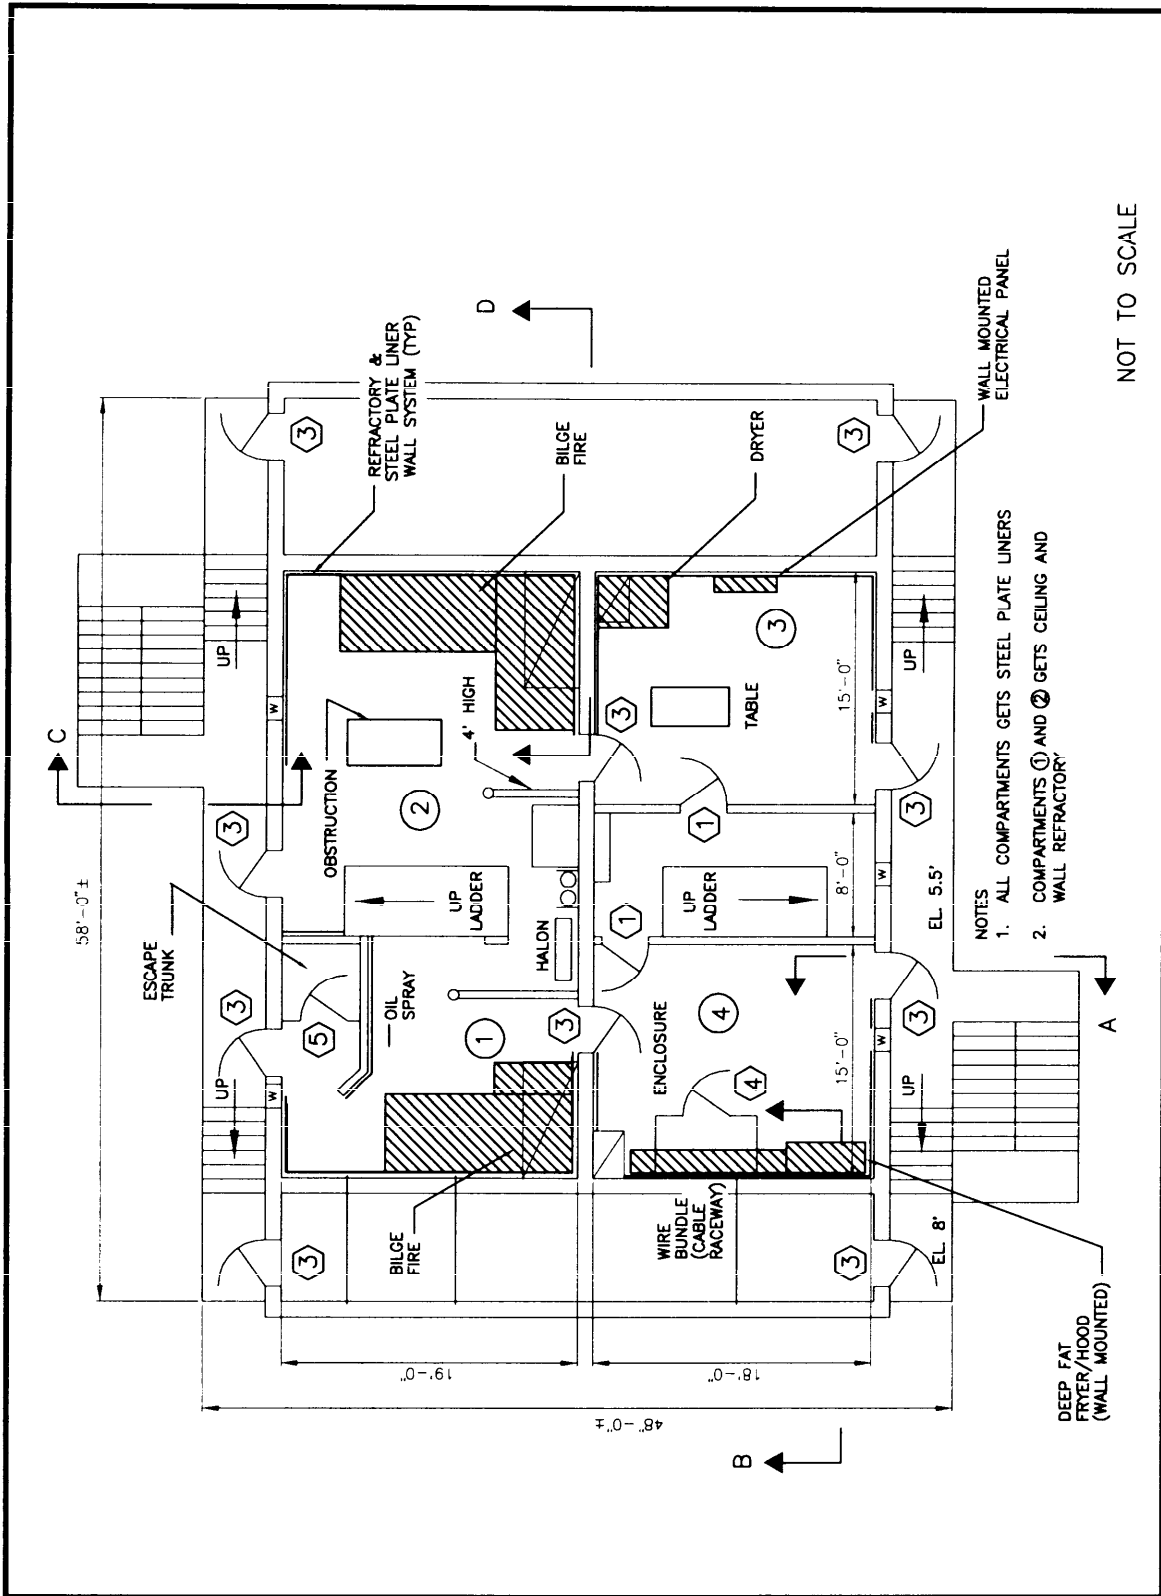 C
58'-0"±
ESCAPE
TRUNK
UP
3
3
UP
W
W
3
5
3
OBSTRUCTION
REFRACTORY &
STEEL PLATE LINER
WALL SYSTEM (TYP)
BILGE
FIRE
OIL
SPRAY
2
UP
LADDER
4' HIGH
1
D
HALON
BILGE
FIRE
19'-0"
48'-0"±
3
1
3
ENCLOSURE
WIRE
BUNDLE
(CABLE
RACEWAY)
4
4
UP
LADDER
1
TABLE
3
DRYER
18'-0"
15'-0"
8'-0"
15'-0"
B
3
W
W
W
3
UP
3
3
UP
EL. 8'
EL. 5.5'
WALL MOUNTED
ELECTRICAL PANEL
NOTES
1. ALL COMPARTMENTS GETS STEEL PLATE LINERS
2. COMPARTMENTS ① AND ② GETS CEILING AND
WALL REFRACTORY
DEEP FAT
FRYER/HOOD
(WALL MOUNTED)
A
NOT TO SCALE